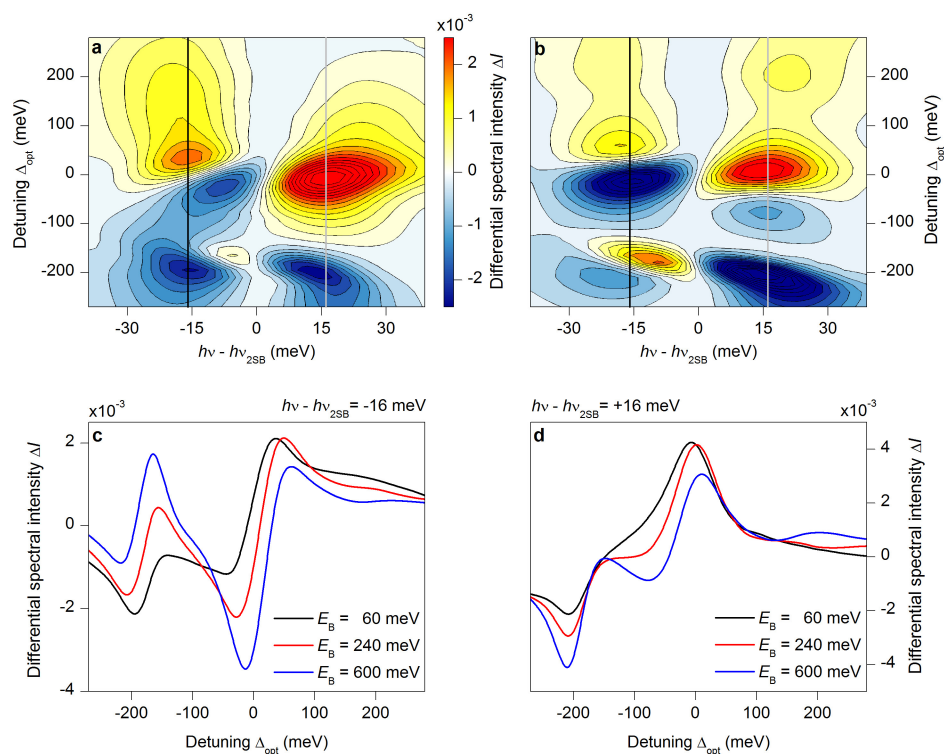 ×10⁻³
a
200
100
0
-100
-200
Detuning Δopt (meV)
-30
-15
0
15
30
hν - hν2SB (meV)
2
1
0
-1
-2
Differential spectral intensity ΔI
b
200
100
0
-100
-200
Detuning Δopt (meV)
-30
-15
0
15
30
hν - hν2SB (meV)
×10⁻³
hν - hν2SB = -16 meV
c
2
0
-2
-4
Differential spectral intensity ΔI
EB = 60 meV
EB = 240 meV
EB = 600 meV
-200
-100
0
100
200
Detuning Δopt (meV)
hν - hν2SB = +16 meV
×10⁻³
d
4
2
0
-2
-4
Differential spectral intensity ΔI
EB = 60 meV
EB = 240 meV
EB = 600 meV
-200
-100
0
100
200
Detuning Δopt (meV)